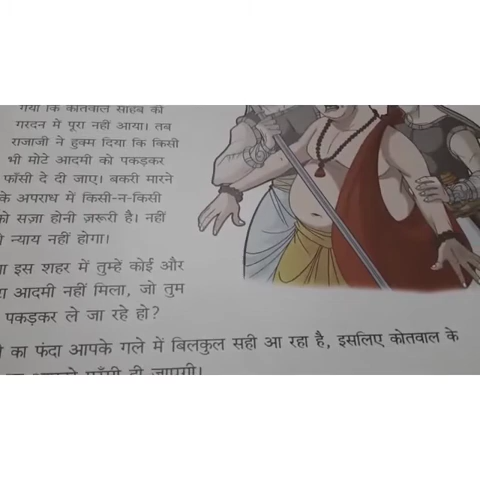 गया कि कोतवाल साहब की
गरदन में पूरा नहीं आया। तब
राजाजी ने हुक्म दिया कि किसी
भी मोटे आदमी को पकड़कर
फाँसी दे दी जाए। बकरी मारने
के अपराध में किसी-न-किसी
को सज़ा होनी ज़रूरी है। नहीं
न्याय नहीं होगा।
इस शहर में तुम्हें कोई और
आदमी नहीं मिला, जो तुम
पकड़कर ले जा रहे हो?
का फंदा आपके गले में बिलकुल सही आ रहा है, इसलिए कोतवाल के
फाँसी दी जाएगी।